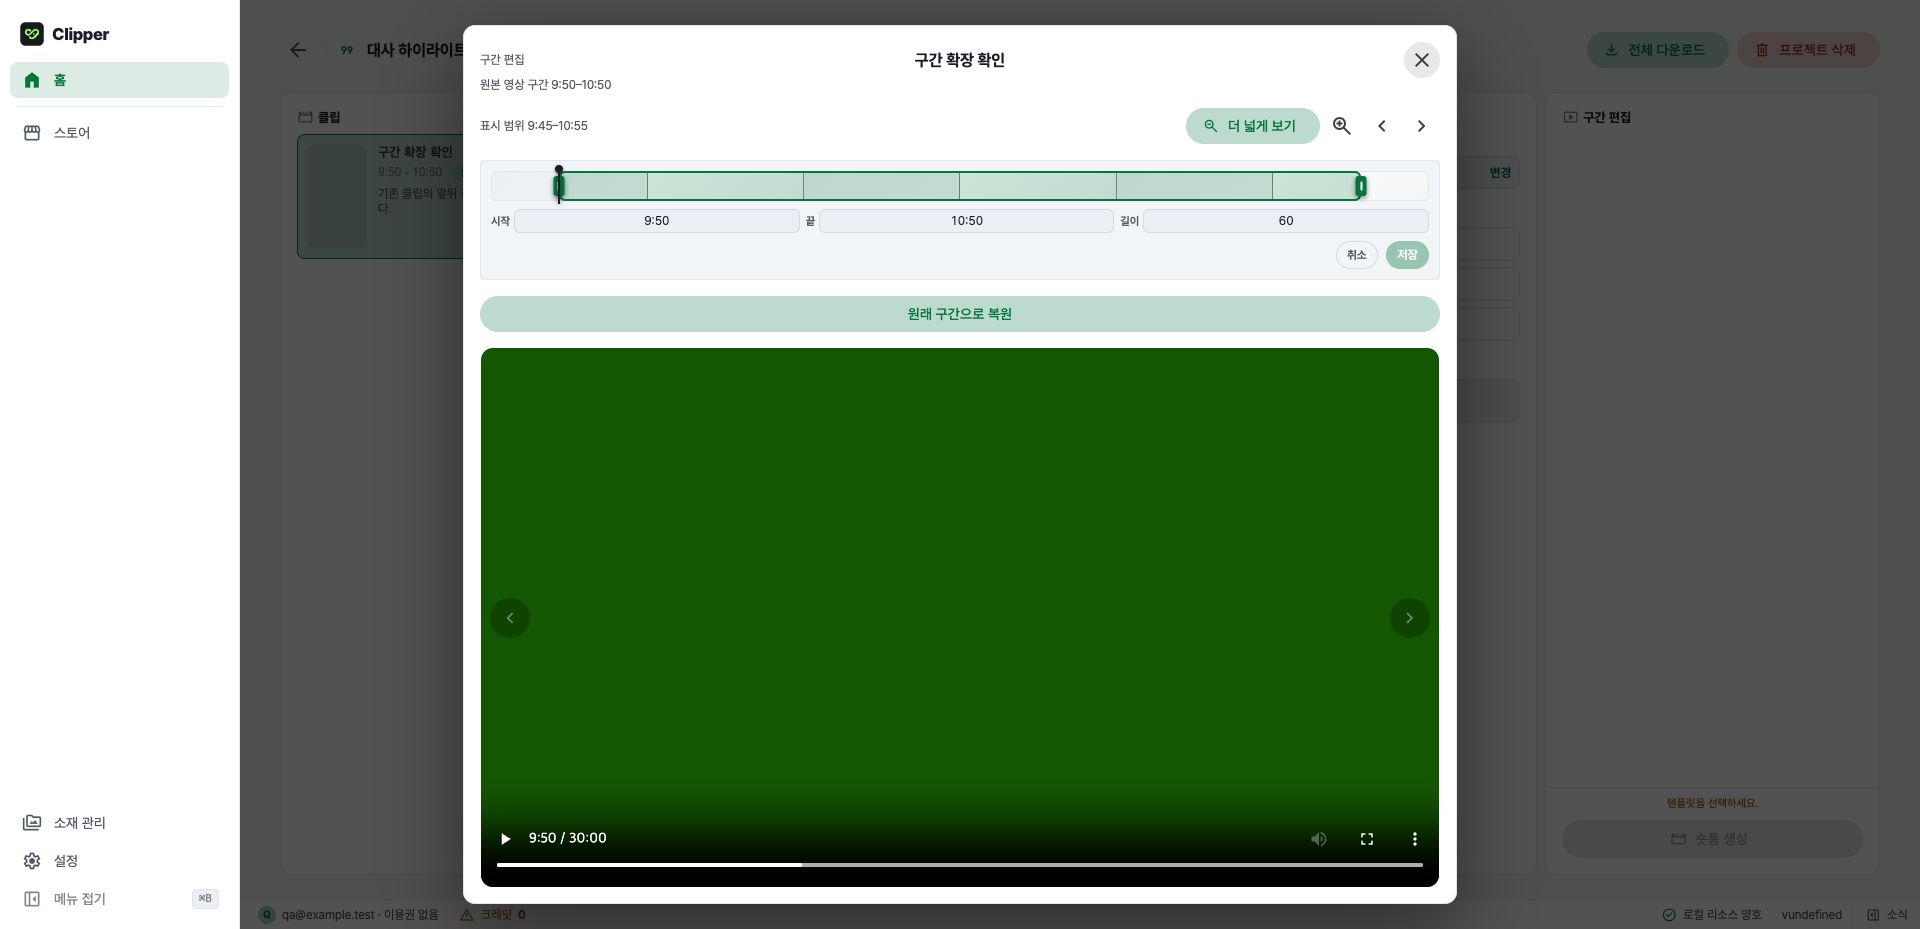 Clipper
홈
스토어
소재 관리
설정
메뉴 접기
⌘B
대사 하이라이트
전체 다운로드
프로젝트 삭제
클립
구간 확장 확인
9:50 - 10:50
기존 클립의 앞뒤
다.
구간 편집
구간 확장 확인
원본 영상 구간 9:50–10:50
표시 범위 9:45–10:55
더 넓게 보기
시작
9:50
끝
10:50
길이
60
취소
저장
원래 구간으로 복원
9:50 / 30:00
변경
구간 편집
템플릿을 선택하세요.
숏폼 생성
Q
qa@example.test · 이용권 없음
크레딧 0
로컬 리소스 양호
vundefined
소식